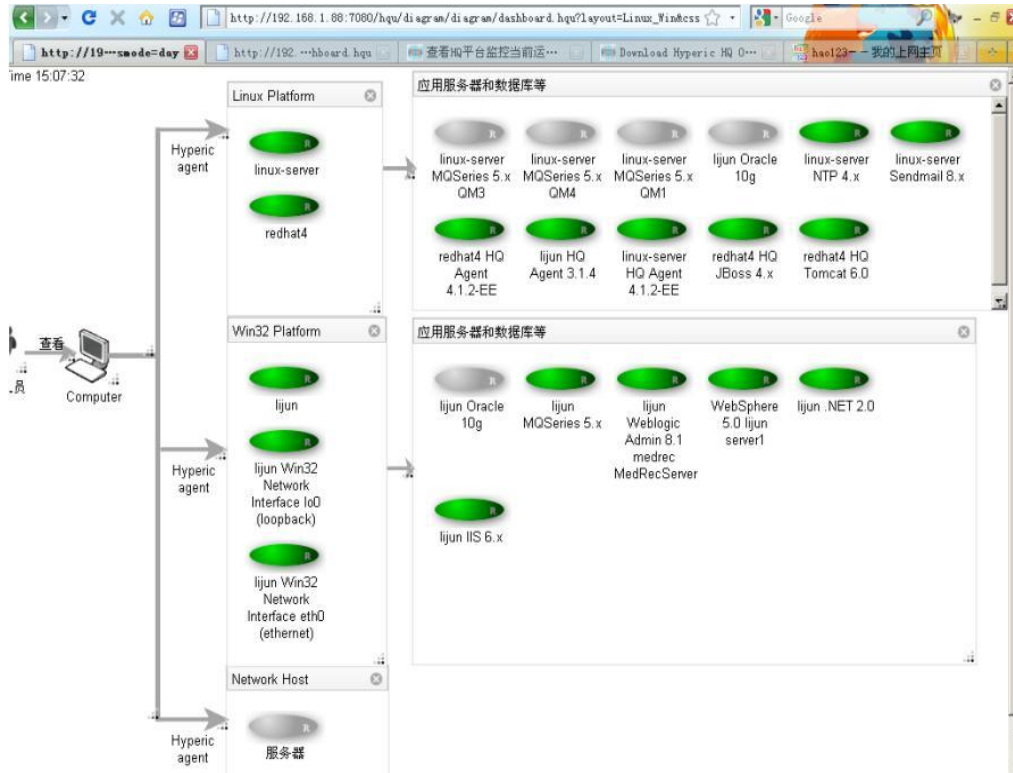 http://192.168.1.88:7080/hqu/diagram/diagram/dashboard.hqu?layout=Linux_Win&css
Google
http://19···smode=day
http://192.···hboard.hqu
查看HQ平台监控当前运···
Download Hyperic HQ O···
hao123——我的上网主页
ime 15:07:32
Linux Platform
应用服务器和数据库等
Hyperic
agent
R
linux-server
R
redhat4
R
linux-server
MQSeries 5.x
QM3
R
linux-server
MQSeries 5.x
QM4
R
linux-server
MQSeries 5.x
QM1
R
lijun Oracle
10g
R
linux-server
NTP 4.x
R
linux-server
Sendmail 8.x
R
redhat4 HQ
Agent
4.1.2-EE
R
lijun HQ
Agent 3.1.4
R
linux-server
HQ Agent
4.1.2-EE
R
redhat4 HQ
JBoss 4.x
R
redhat4 HQ
Tomcat 6.0
查看
员
Computer
Win32 Platform
应用服务器和数据库等
Hyperic
agent
R
lijun
R
lijun Win32
Network
Interface lo0
(loopback)
R
lijun Win32
Network
Interface eth0
(ethernet)
R
lijun Oracle
10g
R
lijun
MQSeries 5.x
R
lijun
Weblogic
Admin 8.1
medrec
MedRecServer
R
WebSphere
5.0 lijun
server1
R
lijun .NET 2.0
R
lijun IIS 6.x
Network Host
Hyperic
agent
R
服务器